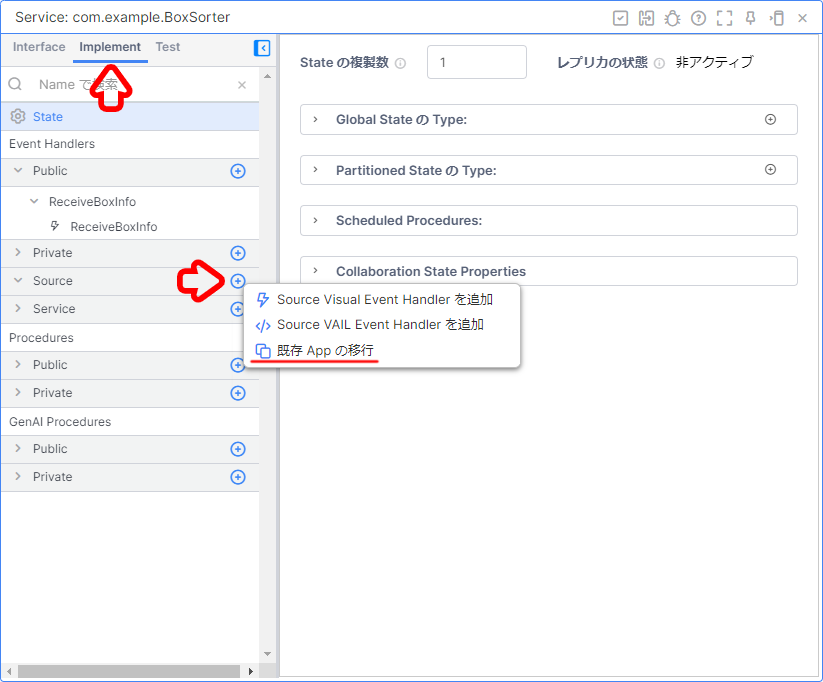 Service: com.example.BoxSorter
Interface Implement Test
Name で検索
State
Event Handlers
Public
ReceiveBoxInfo
ReceiveBoxInfo
Private
Source
Service
Procedures
Public
Private
GenAI Procedures
Public
Private
State の複製数 1 レプリカの状態 非アクティブ
Global State の Type:
Partitioned State の Type:
Scheduled Procedures:
Collaboration State Properties
Source Visual Event Handler を追加
Source VAIL Event Handler を追加
既存 App の移行